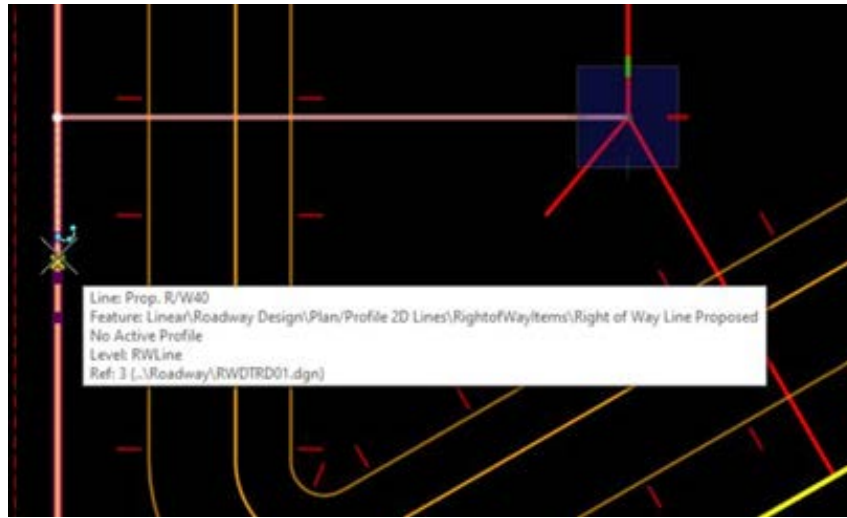 Line: Prop. R/W40
Feature: Linear\Roadway Design\Plan/Profile 2D Lines\RightofWayItems\Right of Way Line Proposed
No Active Profile
Level: RWLine
Ref: 3 (..\Roadway\RWDTRD01.dgn)